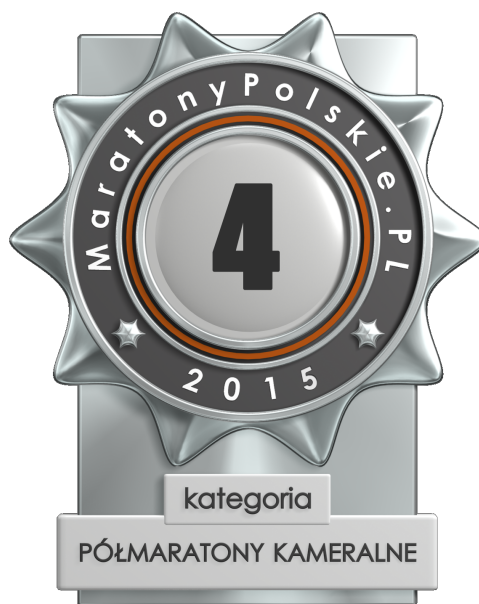 MaratonyPolskie.PL
4
2015
kategoria
PÓŁMARATONY KAMERALNE